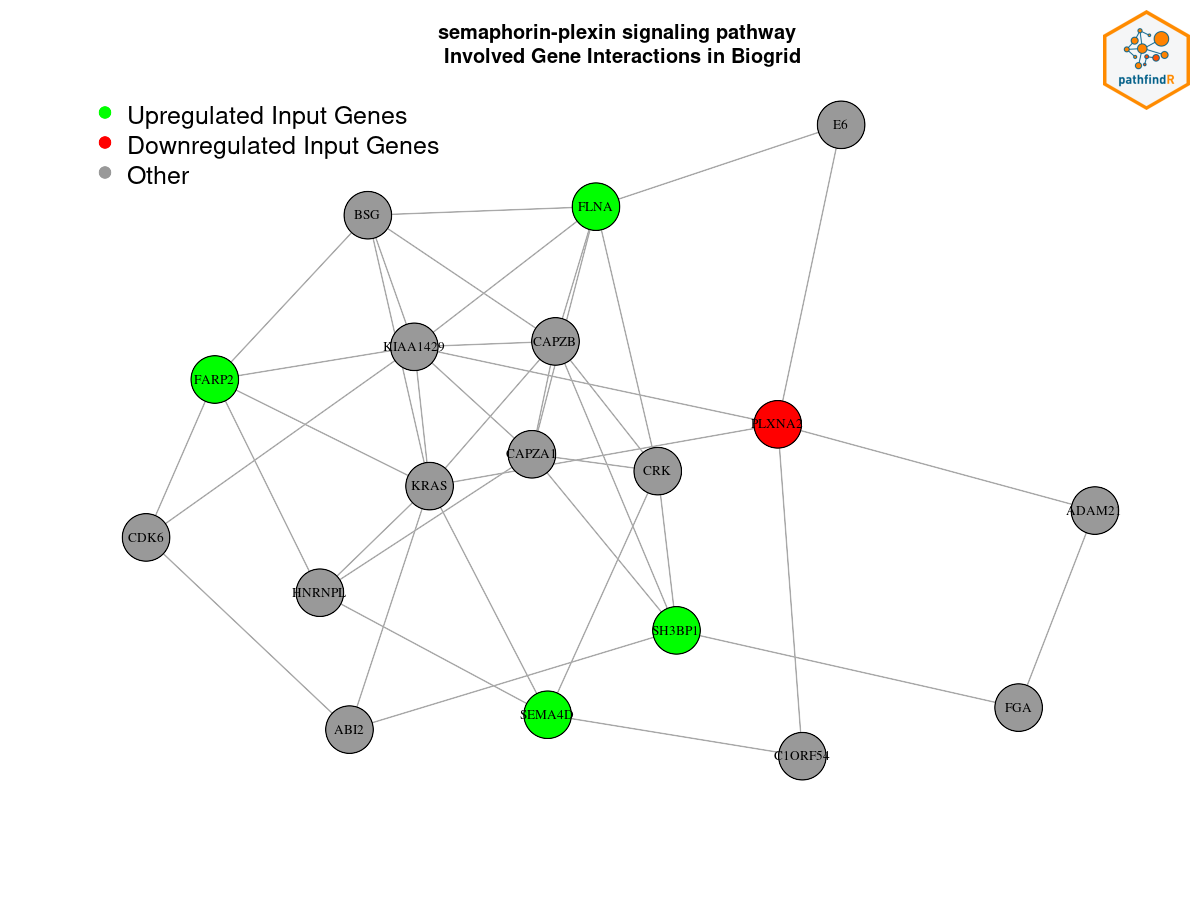 semaphorin-plexin signaling pathway
Involved Gene Interactions in Biogrid
pathfindR
Upregulated Input Genes
Downregulated Input Genes
Other
E6
BSG
FLNA
KIAA1429
CAPZB
FARP2
CAPZA1
CRK
KRAS
ADAM2
CDK6
HNRNPL
SH3BP1
SEMA4D
FGA
ABI2
C1ORF54